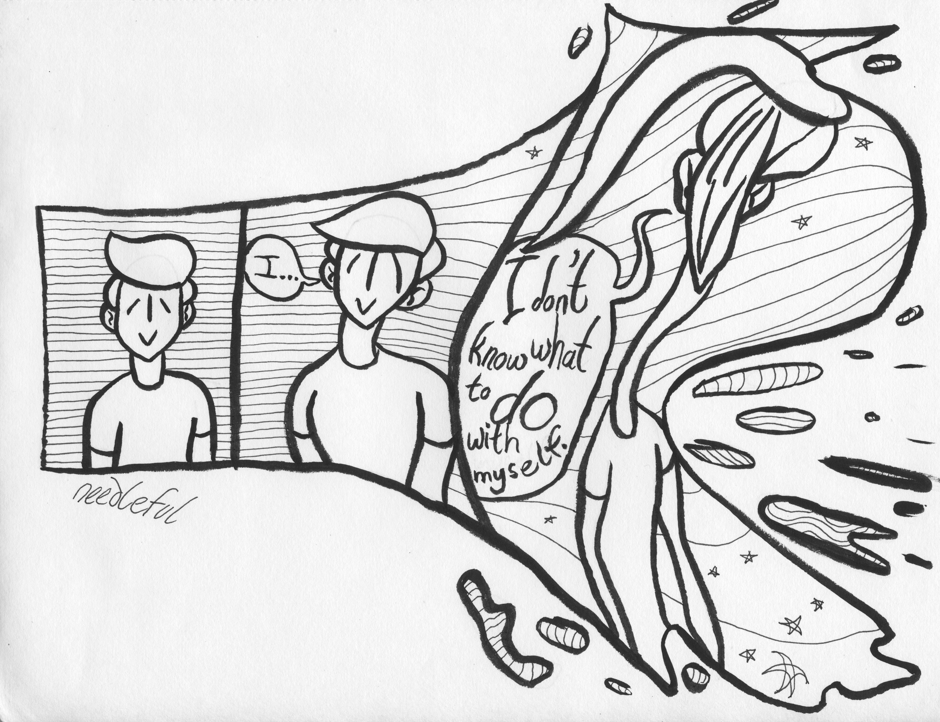 I...
I don't
know what
to do
with
myself.
needleful